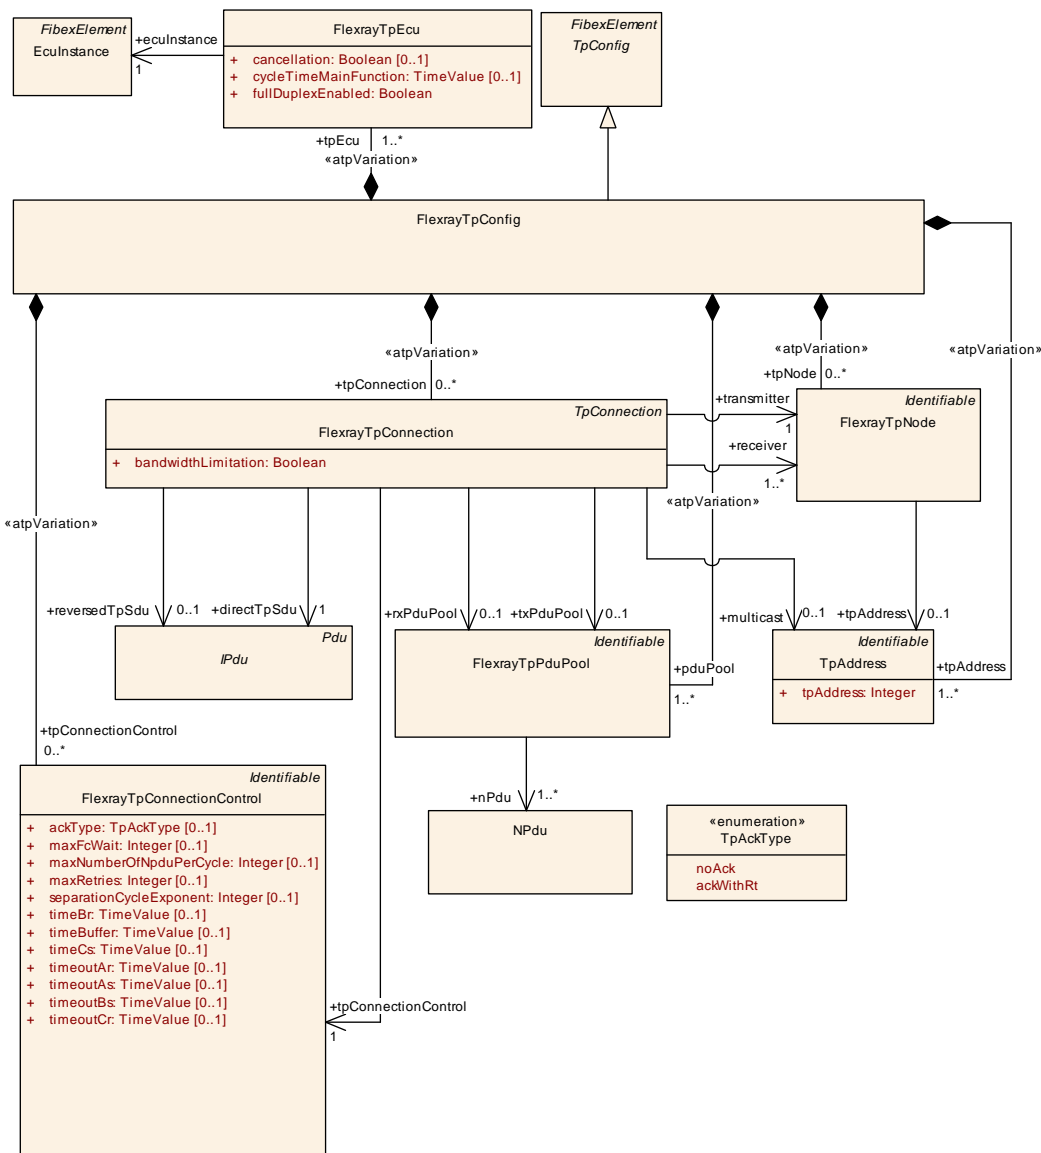 FibexElement
EcuInstance
+ecuInstance
1
FlexrayTpEcu
+ cancellation: Boolean [0..1]
+ cycleTimeMainFunction: TimeValue [0..1]
+ fullDuplexEnabled: Boolean
FibexElement
TpConfig
+tpEcu 1..*
«atpVariation»
FlexrayTpConfig
«atpVariation»
+tpConnection 0..*
«atpVariation»
+tpNode 0..*
«atpVariation»
TpConnection
FlexrayTpConnection
+ bandwidthLimitation: Boolean
+transmitter
1
+receiver
1..*
Identifiable
FlexrayTpNode
«atpVariation»
«atpVariation»
+reversedTpSdu 0..1
+directTpSdu 1
+rxPduPool 0..1
+txPduPool 0..1
+multicast 0..1
+tpAddress 0..1
Pdu
IPdu
Identifiable
FlexrayTpPduPool
+pduPool
1..*
Identifiable
TpAddress
+ tpAddress: Integer
+tpAddress
1..*
+tpConnectionControl
0..*
+nPdu 1..*
NPdu
«enumeration»
TpAckType
noAck
ackWithRt
Identifiable
FlexrayTpConnectionControl
+ ackType: TpAckType [0..1]
+ maxFcWait: Integer [0..1]
+ maxNumberOfNpduPerCycle: Integer [0..1]
+ maxRetries: Integer [0..1]
+ separationCycleExponent: Integer [0..1]
+ timeBr: TimeValue [0..1]
+ timeBuffer: TimeValue [0..1]
+ timeCs: TimeValue [0..1]
+ timeoutAr: TimeValue [0..1]
+ timeoutAs: TimeValue [0..1]
+ timeoutBs: TimeValue [0..1]
+ timeoutCr: TimeValue [0..1]
+tpConnectionControl
1